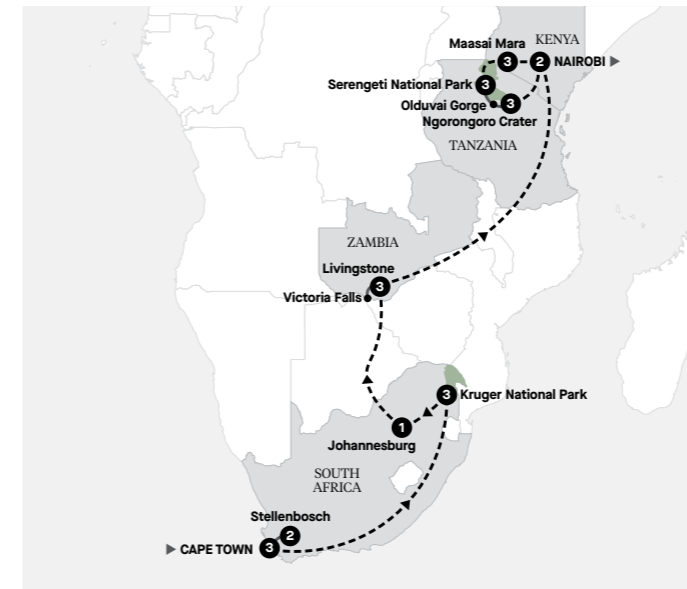 KENYA
Maasai Mara 3 2 NAIROBI ▶
Serengeti National Park 3
Olduvai Gorge 3
Ngorongoro Crater
TANZANIA
ZAMBIA
Livingstone
3
Victoria Falls
3 Kruger National Park
1
Johannesburg
SOUTH
AFRICA
Stellenbosch
2
▶ CAPE TOWN 3